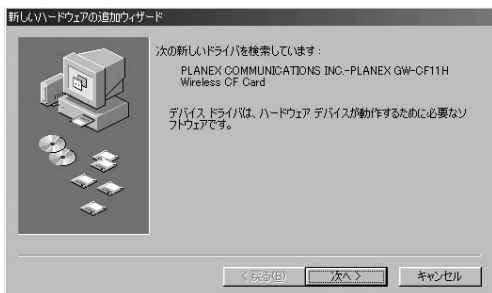 新しいハードウェアの追加ウィザード
次の新しいドライバを検索しています：
PLANEX COMMUNICATIONS INC.-PLANEX GW-CF11H
Wireless CF Card
デバイス ドライバは、ハードウェア デバイスが動作するために必要なソ
フトウェアです。
< 戻る(B)
次へ >
キャンセル